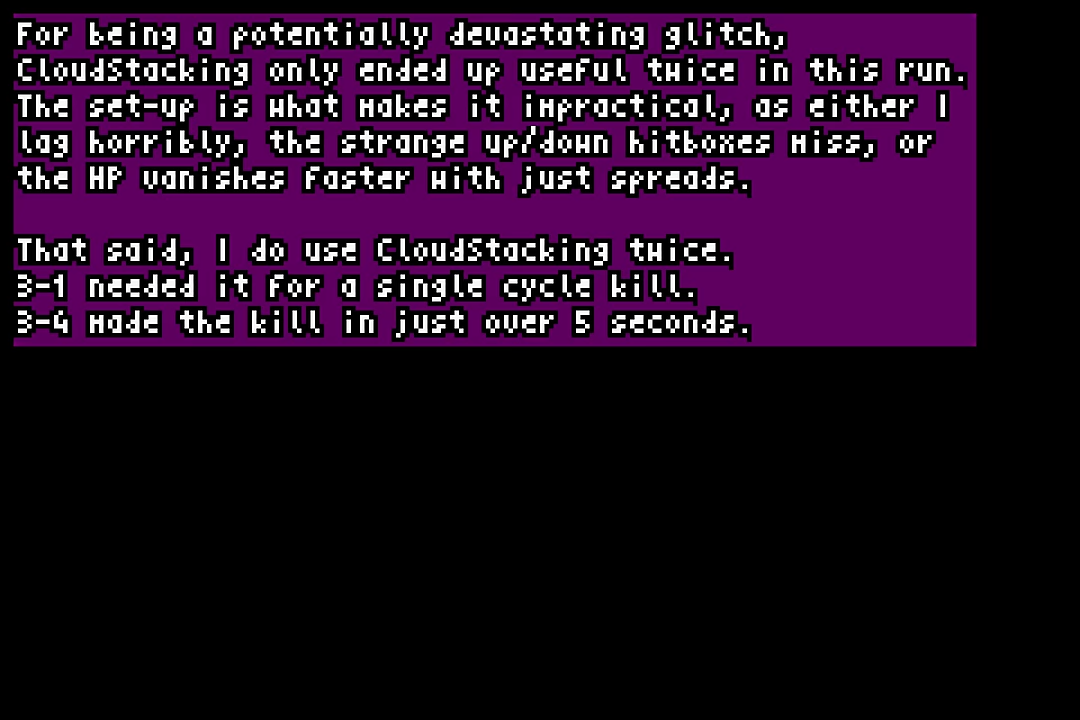 For being a potentially devastating glitch,
CloudStacking only ended up useful twice in this run.
The set-up is what makes it impractical, as either I
lag horribly, the strange up/down hitboxes miss, or
the HP vanishes faster with just spreads.
That said, I do use CloudStacking twice.
3-1 needed it for a single cycle kill.
3-4 made the kill in just over 5 seconds.